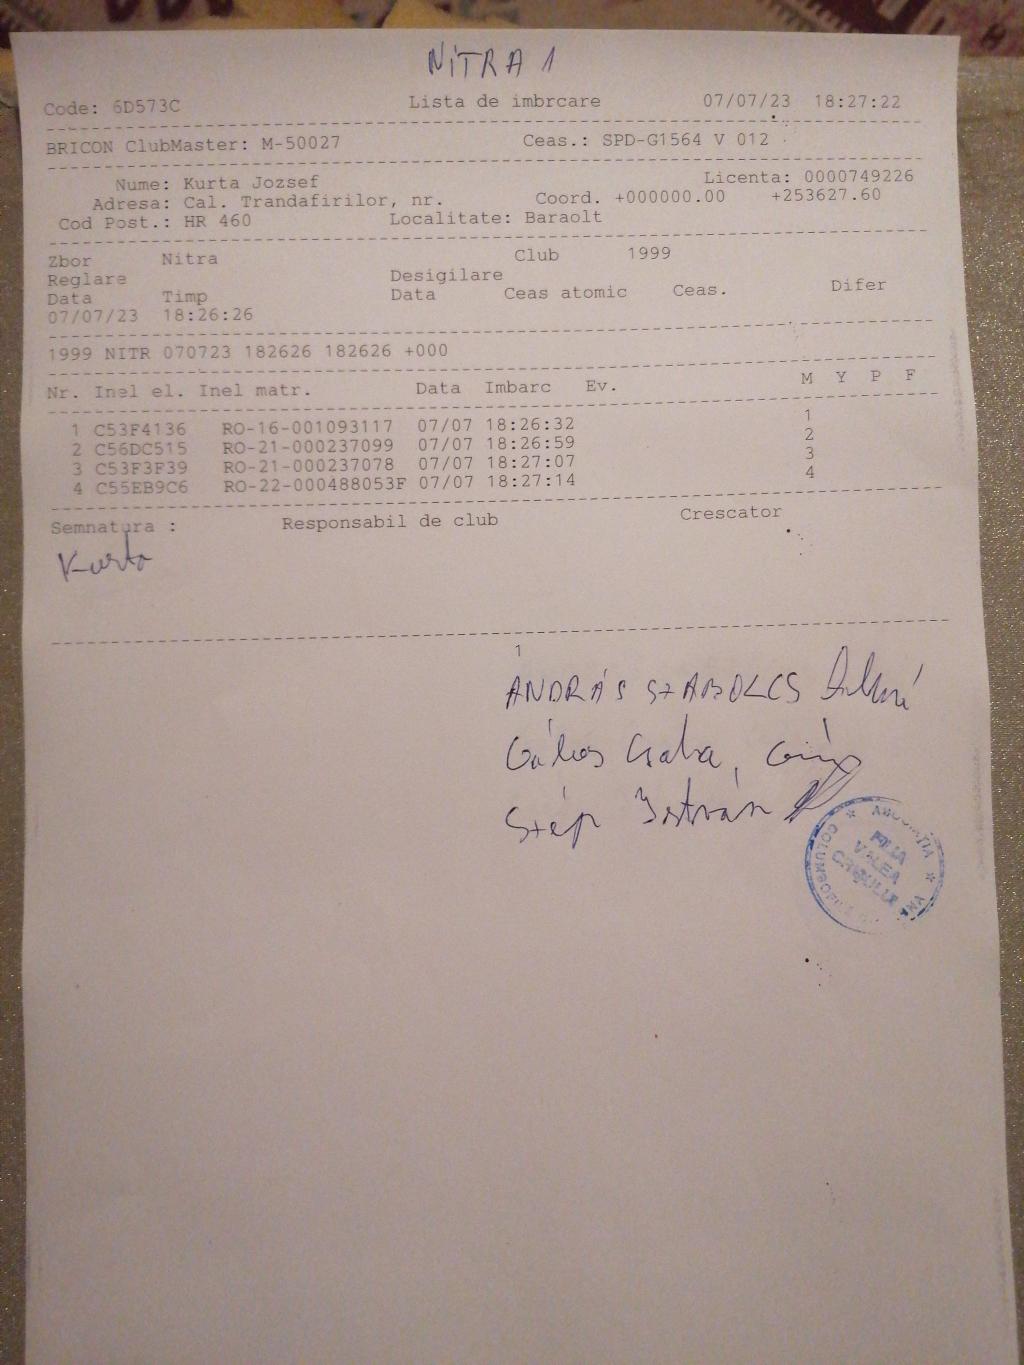 NITRA 1
Code: 6D573C Lista de imbrcare 07/07/23 18:27:22
BRICON ClubMaster: M-50027 Ceas.: SPD-G1564 V 012
Nume: Kurta Jozsef Licenta: 0000749226
Adresa: Cal. Trandafirilor, nr. Coord. +000000.00 +253627.60
Cod Post.: HR 460 Localitate: Baraolt
Zbor Nitra Club 1999
Reglare Desigilare
Data Timp Data Ceas atomic Ceas. Difer
07/07/23 18:26:26
1999 NITR 070723 182626 182626 +000
Nr. Inel el. Inel matr. Data Imbarc Ev. M Y P F
1 C53F4136 RO-16-001093117 07/07 18:26:32 1
2 C56DC515 RO-21-000237099 07/07 18:26:59 2
3 C53F3F39 RO-21-000237078 07/07 18:27:07 3
4 C55EB9C6 RO-22-000488053F 07/07 18:27:14 4
Semnatura : Responsabil de club Crescator
Kurta
1
ANDRÁS SZABOLCS
Csaba,
Szép István
ASOCIATIA
COLUMBOFILA
FILIA
VALEA
CRISULUI